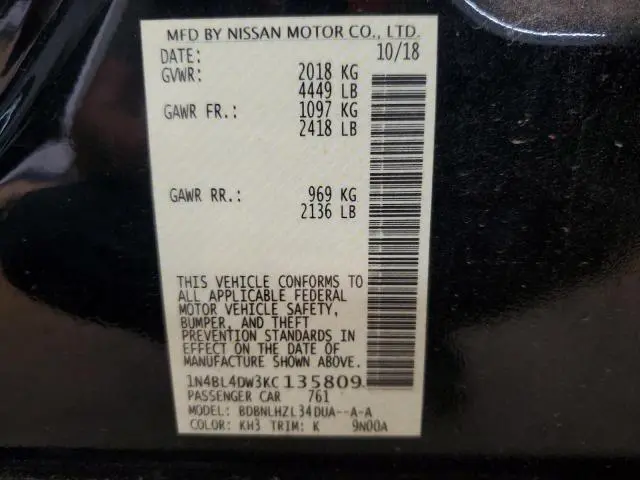 MFD BY NISSAN MOTOR CO., LTD.
DATE: 10/18
GVWR: 2018 KG
4449 LB
GAWR FR.: 1097 KG
2418 LB
GAWR RR.: 969 KG
2136 LB
THIS VEHICLE CONFORMS TO
ALL APPLICABLE FEDERAL
MOTOR VEHICLE SAFETY,
BUMPER, AND THEFT
PREVENTION STANDARDS IN
EFFECT ON THE DATE OF
MANUFACTURE SHOWN ABOVE.
1N4BL4DW3KC135809
PASSENGER CAR 761
MODEL: BDBNLHZL34DUA--A-A
COLOR: KH3 TRIM: K 9N00A